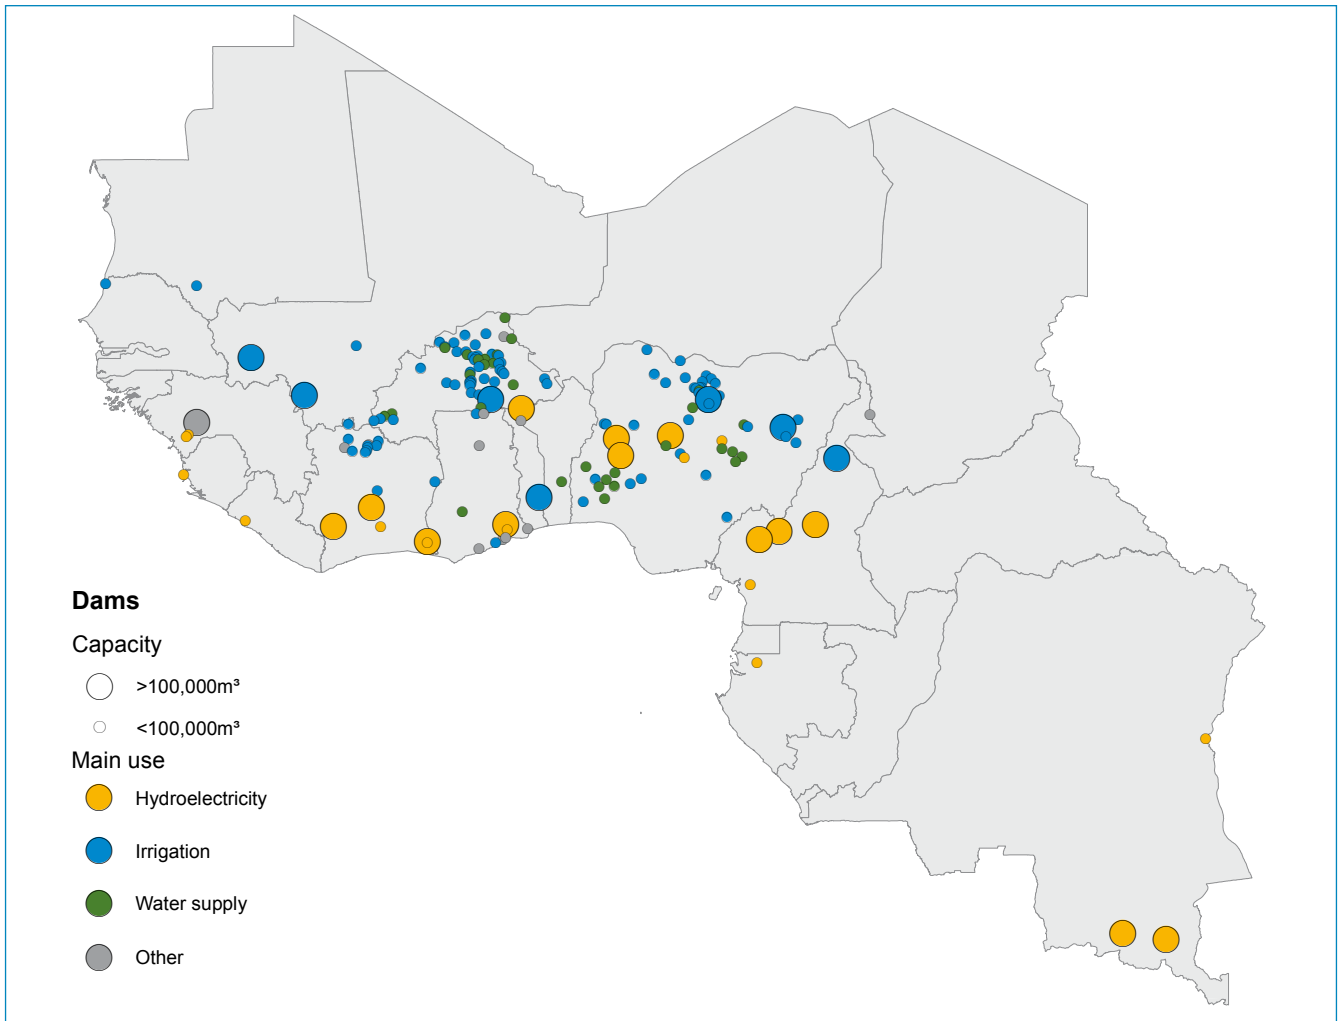 Dams
Capacity
>100,000m³
<100,000m³
Main use
Hydroelectricity
Irrigation
Water supply
Other